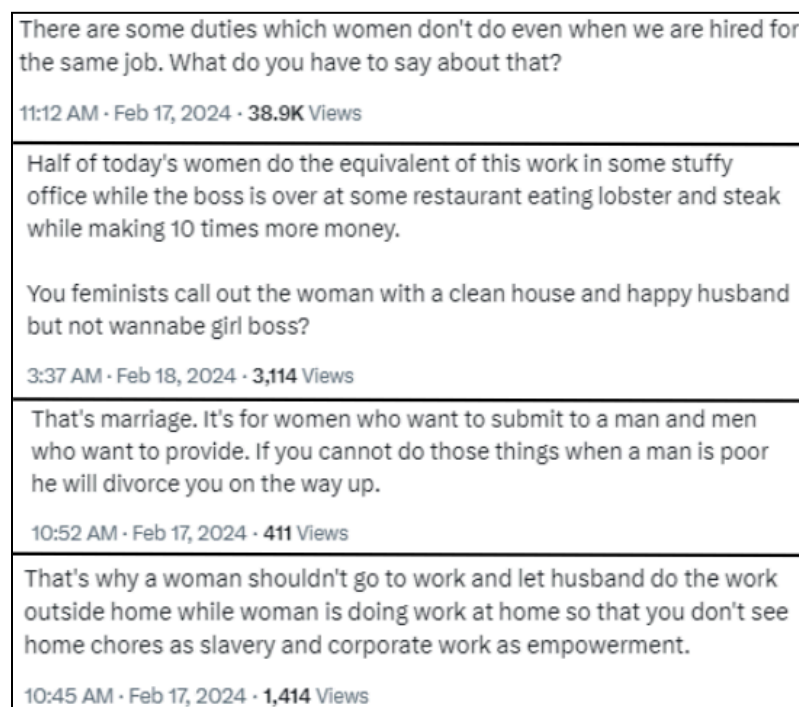 There are some duties which women don't do even when we are hired for
the same job. What do you have to say about that?
11:12 AM · Feb 17, 2024 · 38.9K Views
Half of today's women do the equivalent of this work in some stuffy
office while the boss is over at some restaurant eating lobster and steak
while making 10 times more money.
You feminists call out the woman with a clean house and happy husband
but not wannabe girl boss?
3:37 AM · Feb 18, 2024 · 3,114 Views
That's marriage. It's for women who want to submit to a man and men
who want to provide. If you cannot do those things when a man is poor
he will divorce you on the way up.
10:52 AM · Feb 17, 2024 · 411 Views
That's why a woman shouldn't go to work and let husband do the work
outside home while woman is doing work at home so that you don't see
home chores as slavery and corporate work as empowerment.
10:45 AM · Feb 17, 2024 · 1,414 Views